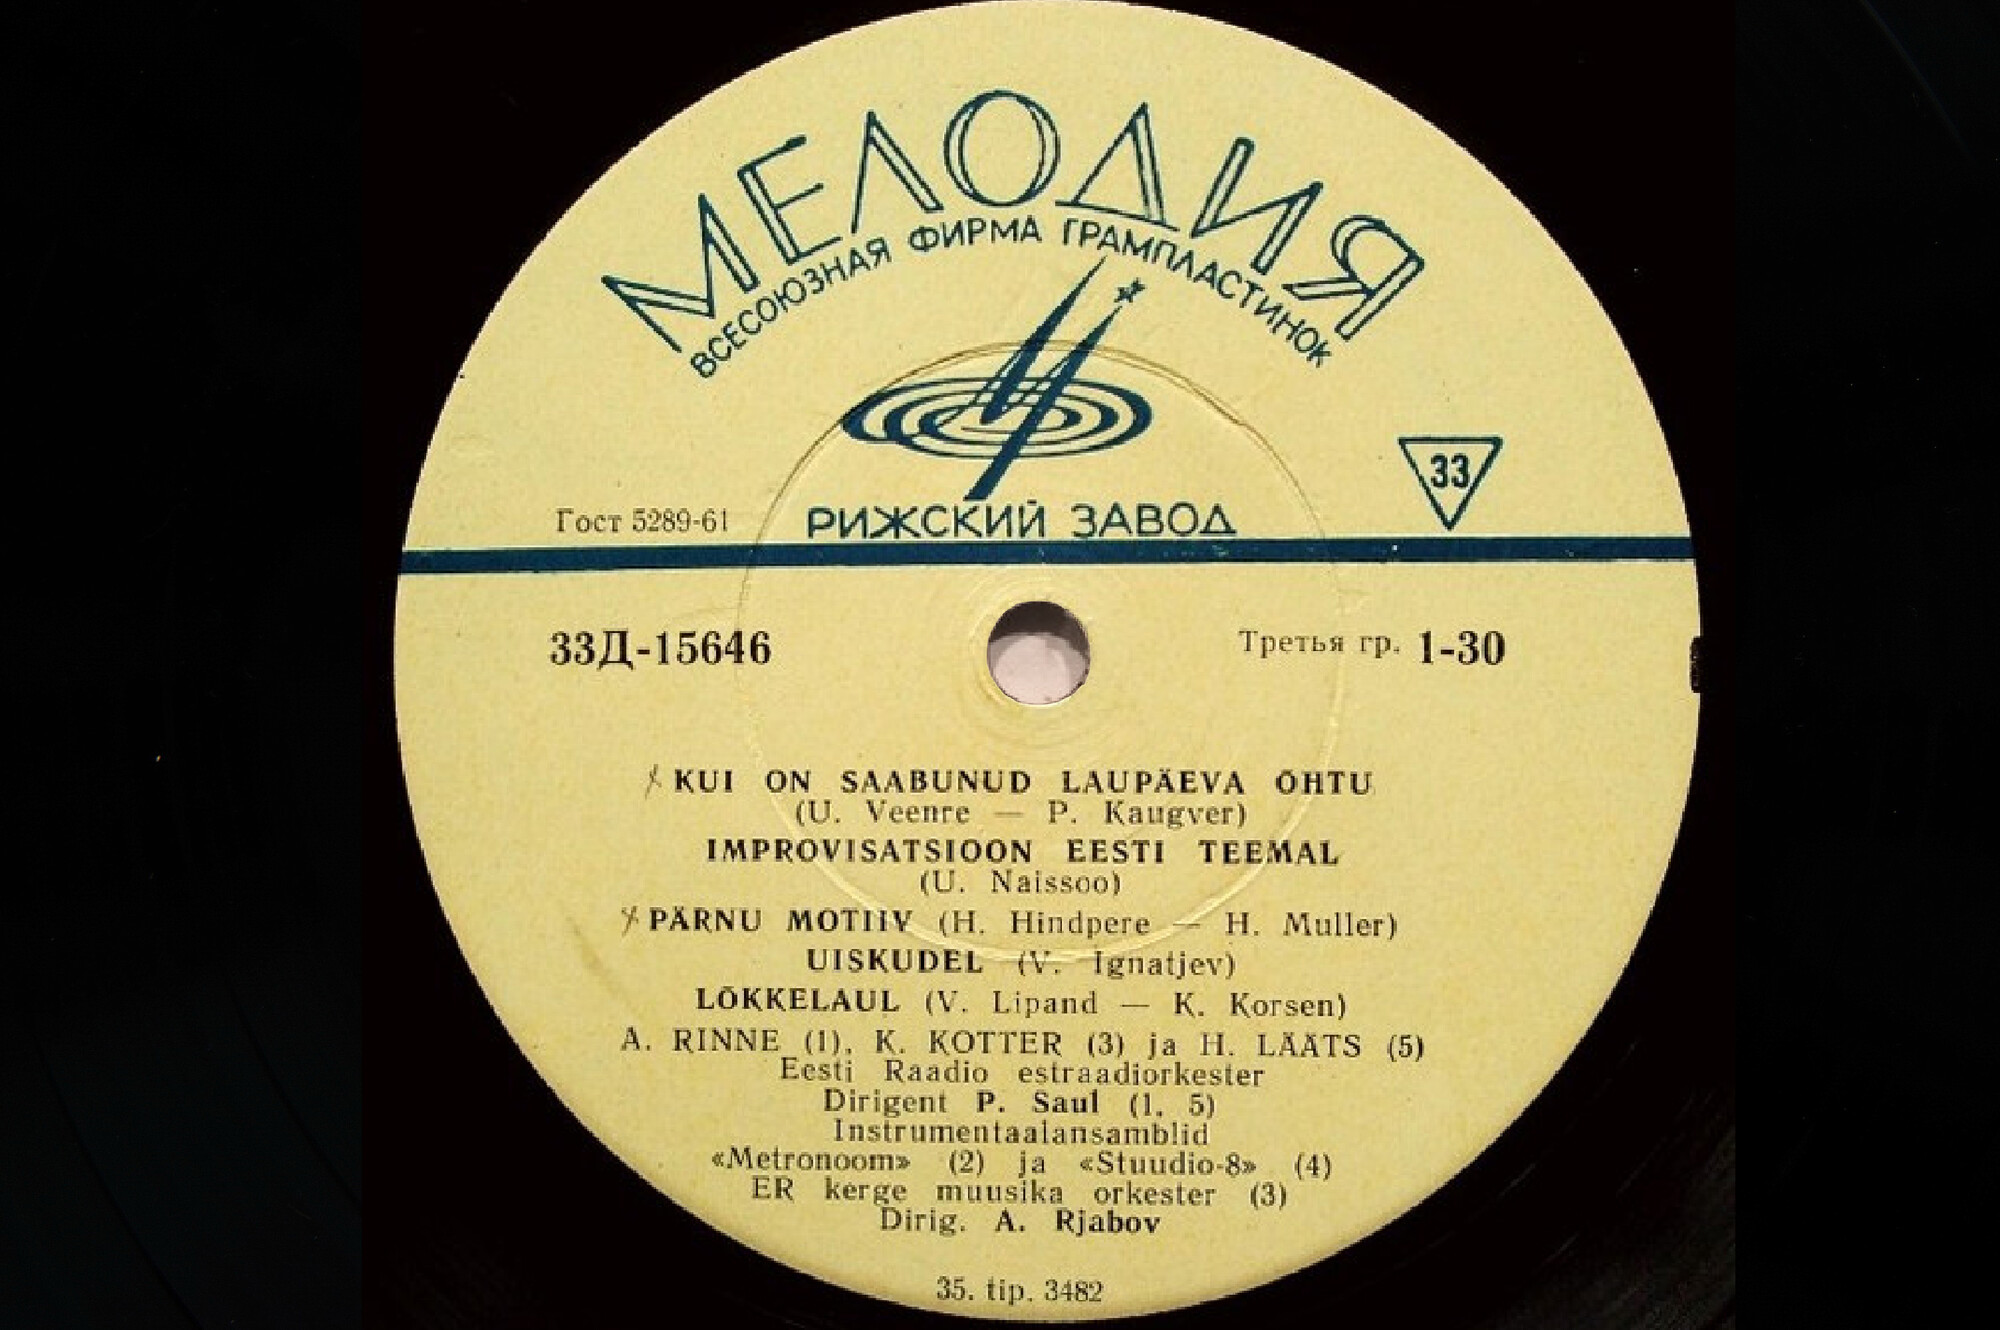 МЕЛОДИЯ
ВСЕСОЮЗНАЯ ФИРМА ГРАМПЛАСТИНОК
33
Гост 5289-61
РИЖСКИЙ ЗАВОД
33Д-15646
Третья гр. 1-30
KUI ON SAABUNUD LAUPÄEVA ÕHTU
(U. Veenre — P. Kaugver)
IMPROVISATSIOON EESTI TEEMAL
(U. Naissoo)
PÄRNU MOTIIV (H. Hindpere — H. Muller)
UISKUDEL (V. Ignatjev)
LÕKKELAUL (V. Lipand — K. Korsen)
A. RINNE (1), K. KOTTER (3) ja H. LÄÄTS (5)
Eesti Raadio estraadiorkester
Dirigent P. Saul (1, 5)
Instrumentaalansamblid
«Metronoom» (2) ja «Stuudio-8» (4)
ER kerge muusika orkester (3)
Dirig. A. Rjabov
35. tip. 3482